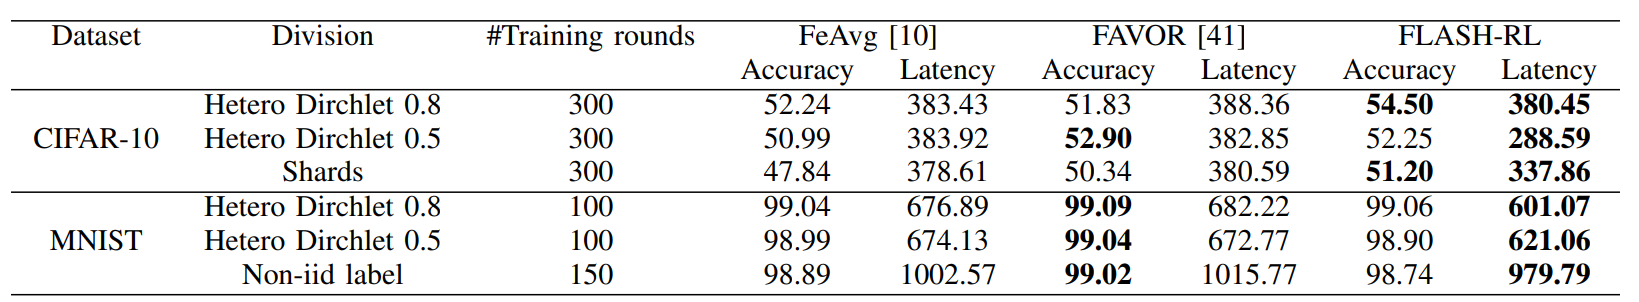 Dataset Division #Training rounds FeAvg [10] FAVOR [41] FLASH-RL
Accuracy Latency Accuracy Latency Accuracy Latency
Hetero Dirchlet 0.8 300 52.24 383.43 51.83 388.36 54.50 380.45
CIFAR-10 Hetero Dirchlet 0.5 300 50.99 383.92 52.90 382.85 52.25 288.59
Shards 300 47.84 378.61 50.34 380.59 51.20 337.86
Hetero Dirchlet 0.8 100 99.04 676.89 99.09 682.22 99.06 601.07
MNIST Hetero Dirchlet 0.5 100 98.99 674.13 99.04 672.77 98.90 621.06
Non-iid label 150 98.89 1002.57 99.02 1015.77 98.74 979.79